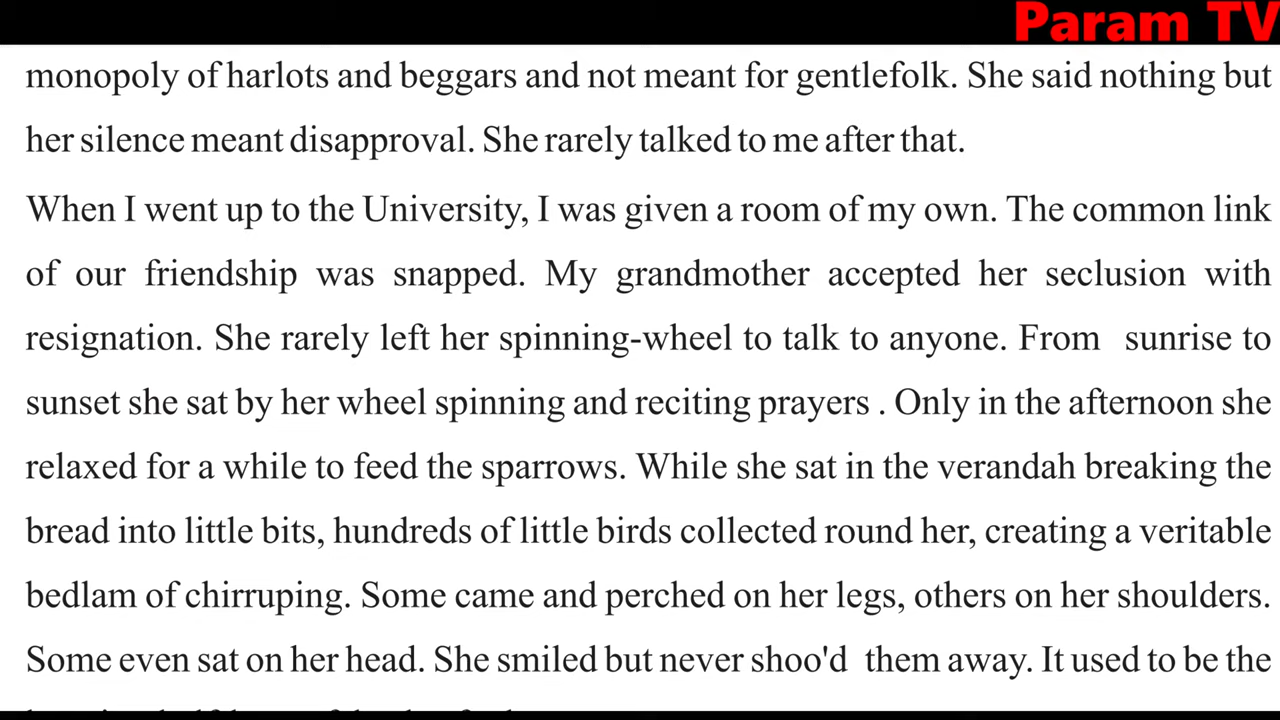 Param TV
monopoly of harlots and beggars and not meant for gentlefolk. She said nothing but
her silence meant disapproval. She rarely talked to me after that.
When I went up to the University, I was given a room of my own. The common link
of our friendship was snapped. My grandmother accepted her seclusion with
resignation. She rarely left her spinning-wheel to talk to anyone. From sunrise to
sunset she sat by her wheel spinning and reciting prayers . Only in the afternoon she
relaxed for a while to feed the sparrows. While she sat in the verandah breaking the
bread into little bits, hundreds of little birds collected round her, creating a veritable
bedlam of chirruping. Some came and perched on her legs, others on her shoulders.
Some even sat on her head. She smiled but never shoo'd them away. It used to be the